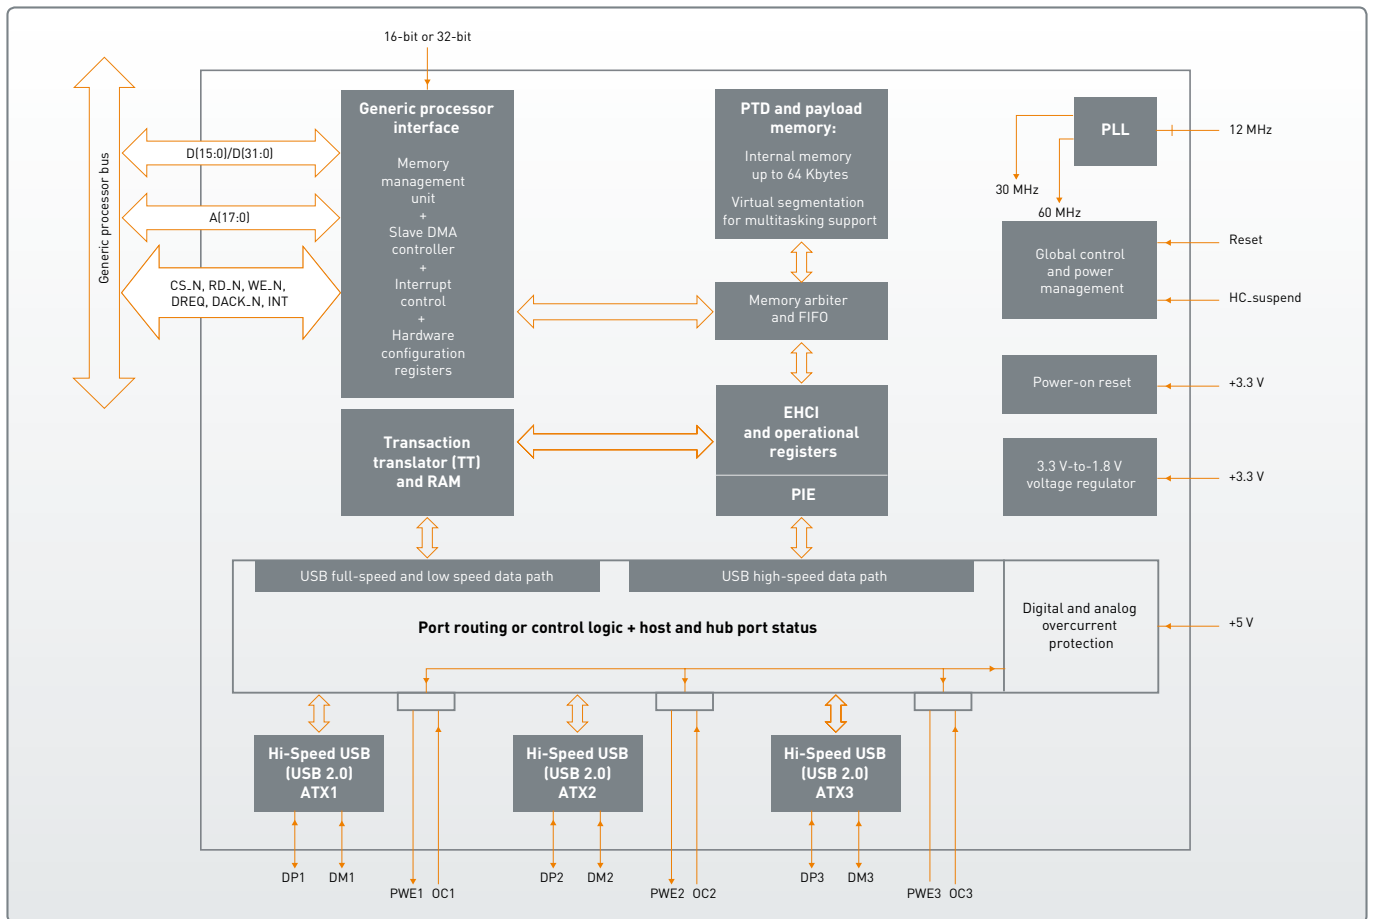 16-bit or 32-bit
Generic processor bus
D(15:0)/D(31:0)
A(17:0)
CS_N, RD_N, WE_N,
DREQ, DACK_N, INT
Generic processor
interface
Memory
management
unit
+
Slave DMA
controller
+
Interrupt
control
+
Hardware
configuration
registers
PTD and payload
memory:
Internal memory
up to 64 Kbytes
Virtual segmentation
for multitasking support
Memory arbiter
and FIFO
EHCI
and operational
registers
PIE
Transaction
translator (TT)
and RAM
PLL
12 MHz
30 MHz
60 MHz
Global control
and power
management
Reset
HC_suspend
Power-on reset
+3.3 V
3.3 V-to-1.8 V
voltage regulator
+3.3 V
USB full-speed and low speed data path
USB high-speed data path
Port routing or control logic + host and hub port status
Digital and analog
overcurrent
protection
+5 V
Hi-Speed USB
(USB 2.0)
ATX1
Hi-Speed USB
(USB 2.0)
ATX2
Hi-Speed USB
(USB 2.0)
ATX3
DP1
DM1
PWE1
OC1
DP2
DM2
PWE2
OC2
DP3
DM3
PWE3
OC3